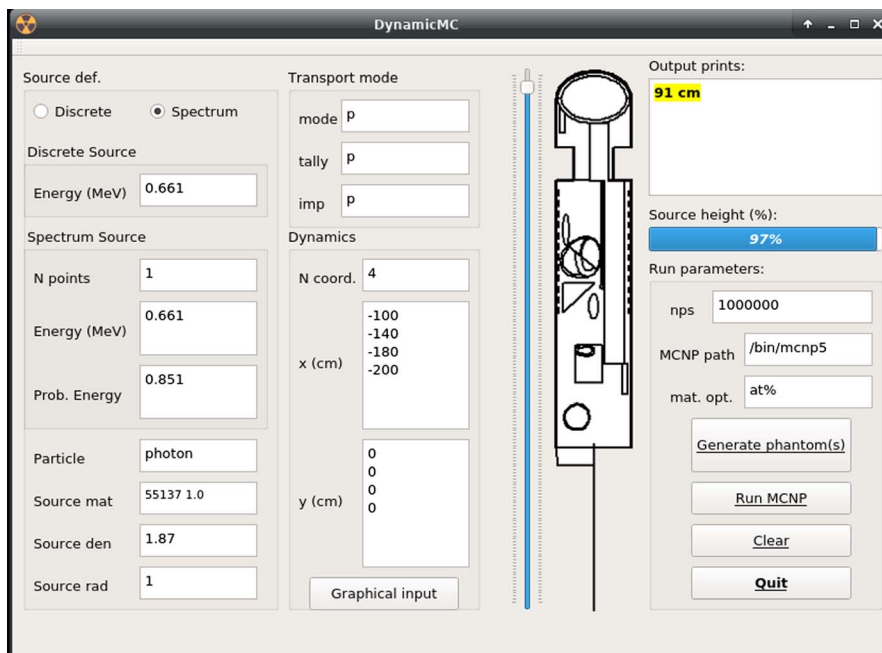 DynamicMC
Source def.
Discrete
Spectrum
Discrete Source
Energy (MeV)
0.661
Spectrum Source
N points
1
Energy (MeV)
0.661
Prob. Energy
0.851
Particle
photon
Source mat
55137 1.0
Source den
1.87
Source rad
1
Transport mode
mode
p
tally
p
imp
p
Dynamics
N coord.
4
x (cm)
-100
-140
-180
-200
y (cm)
0
0
0
0
Graphical input
Output prints:
91 cm
Source height (%):
97%
Run parameters:
nps
1000000
MCNP path
/bin/mcnp5
mat. opt.
at%
Generate phantom(s)
Run MCNP
Clear
Quit